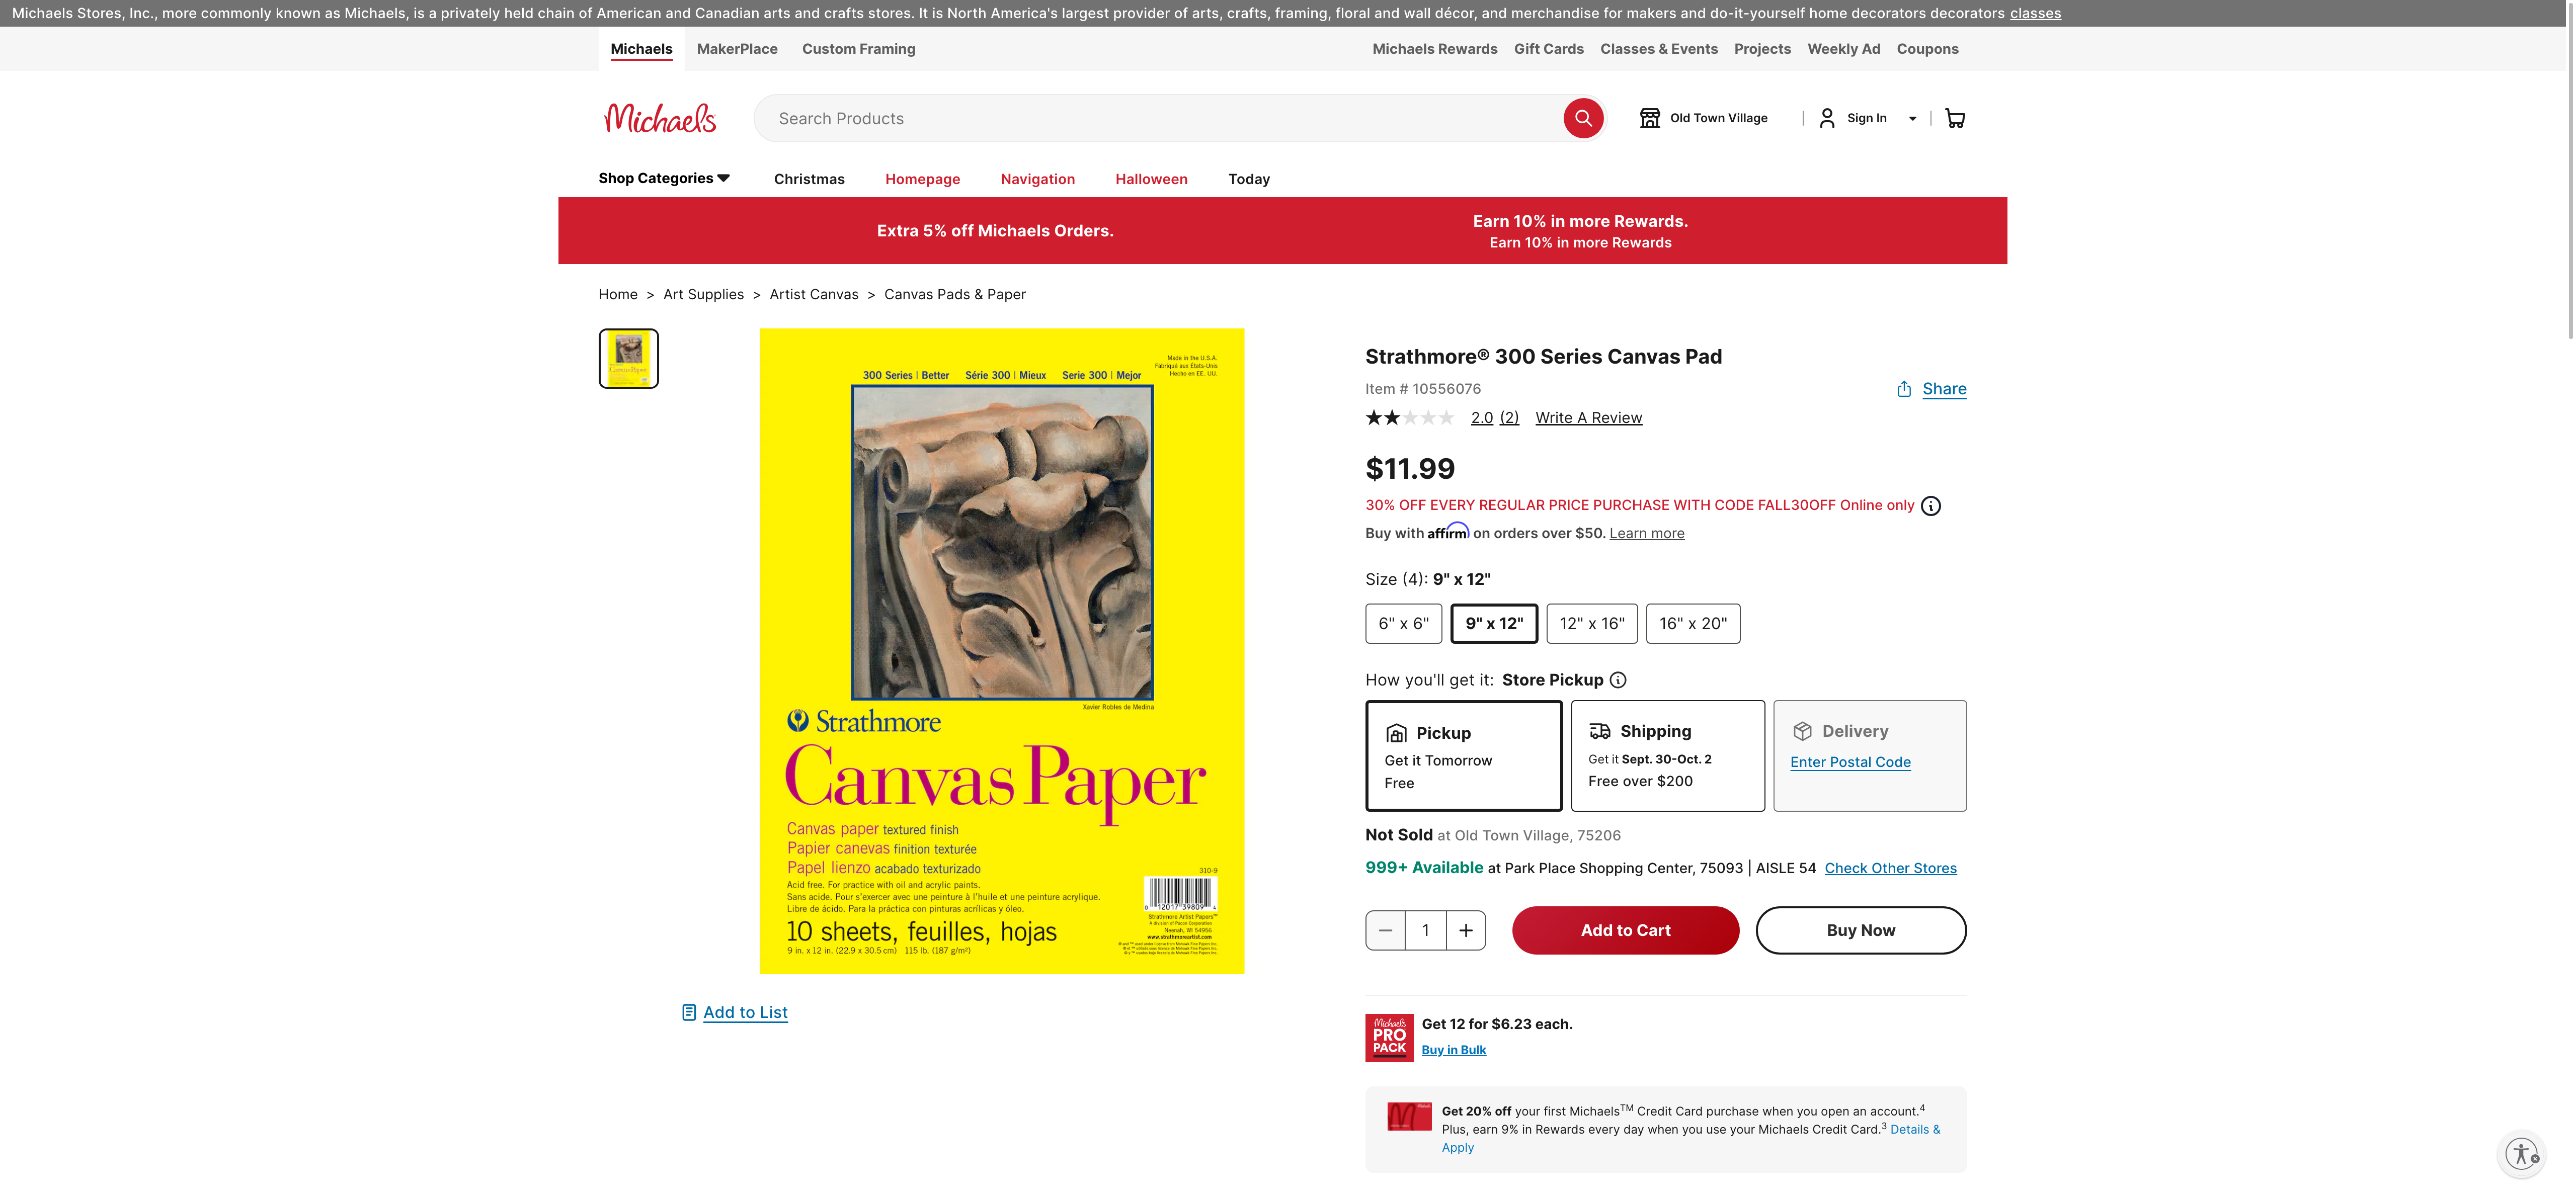 Michaels Stores, Inc., more commonly known as Michaels, is a privately held chain of American and Canadian arts and crafts stores. It is North America's largest provider of arts, crafts, framing, floral and wall décor, and merchandise for makers and do-it-yourself home decorators decorators classes
Michaels MakerPlace Custom Framing Michaels Rewards Gift Cards Classes & Events Projects Weekly Ad Coupons
Michaels Search Products Old Town Village | Sign In |
Shop Categories Christmas Homepage Navigation Halloween Today
Extra 5% off Michaels Orders.
Earn 10% in more Rewards.
Earn 10% in more Rewards
Home > Art Supplies > Artist Canvas > Canvas Pads & Paper
Made in the U.S.A.
Fabriqué aux États-Unis
Hecho en EE. UU.
300 Series | Better Série 300 | Mieux Serie 300 | Mejor
Xavier Robles de Medina
Strathmore
Canvas Paper
Canvas paper textured finish
Papier canevas finition texturée
Papel lienzo acabado texturizado
Acid free. For practice with oil and acrylic paints.
Sans acide. Pour s'exercer avec une peinture à l'huile et une peinture acrylique.
Libre de ácido. Para la práctica con pinturas acrílicas y óleo.
10 sheets, feuilles, hojas
9 in. x 12 in. (22.9 x 30.5 cm) 115 lb. (187 g/m²)
310-9
0 12017 39809 4
Strathmore Artist Papers™
A division of Pacon Corporation
Neenah, WI 54956
www.strathmoreartist.com
Add to List
Strathmore® 300 Series Canvas Pad
Item # 10556076
Share
2.0 (2) Write A Review
$11.99
30% OFF EVERY REGULAR PRICE PURCHASE WITH CODE FALL30OFF Online only
Buy with affirm on orders over $50. Learn more
Size (4): 9" x 12"
6" x 6" 9" x 12" 12" x 16" 16" x 20"
How you'll get it: Store Pickup
Pickup
Get it Tomorrow
Free
Shipping
Get it Sept. 30-Oct. 2
Free over $200
Delivery
Enter Postal Code
Not Sold at Old Town Village, 75206
999+ Available at Park Place Shopping Center, 75093 | AISLE 54 Check Other Stores
1 Add to Cart Buy Now
Michaels
PRO
PACK
Get 12 for $6.23 each.
Buy in Bulk
Get 20% off your first Michaels™ Credit Card purchase when you open an account.⁴
Plus, earn 9% in Rewards every day when you use your Michaels Credit Card.³ Details &
Apply